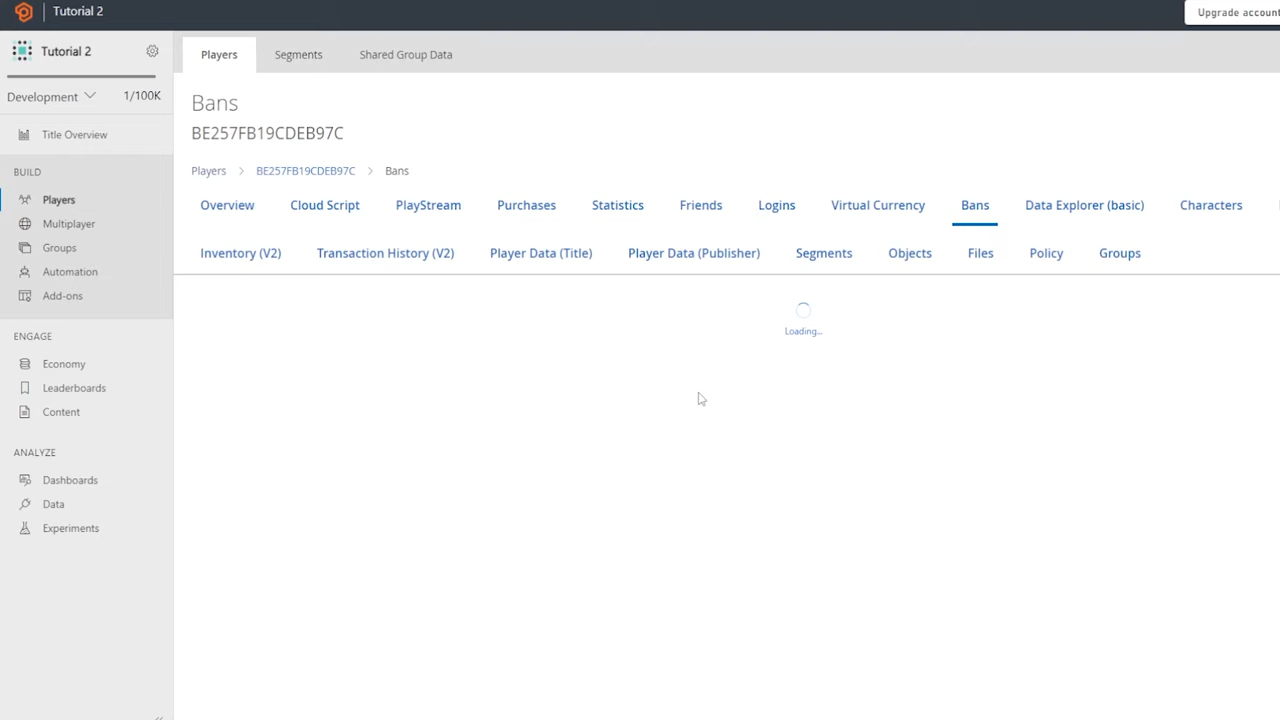 Tutorial 2
Upgrade account
Tutorial 2
Development
1/100K
Title Overview
BUILD
Players
Multiplayer
Groups
Automation
Add-ons
ENGAGE
Economy
Leaderboards
Content
ANALYZE
Dashboards
Data
Experiments
Players Segments Shared Group Data
Bans
BE257FB19CDEB97C
Players > BE257FB19CDEB97C > Bans
Overview Cloud Script PlayStream Purchases Statistics Friends Logins Virtual Currency Bans Data Explorer (basic) Characters
Inventory (V2) Transaction History (V2) Player Data (Title) Player Data (Publisher) Segments Objects Files Policy Groups
Loading...